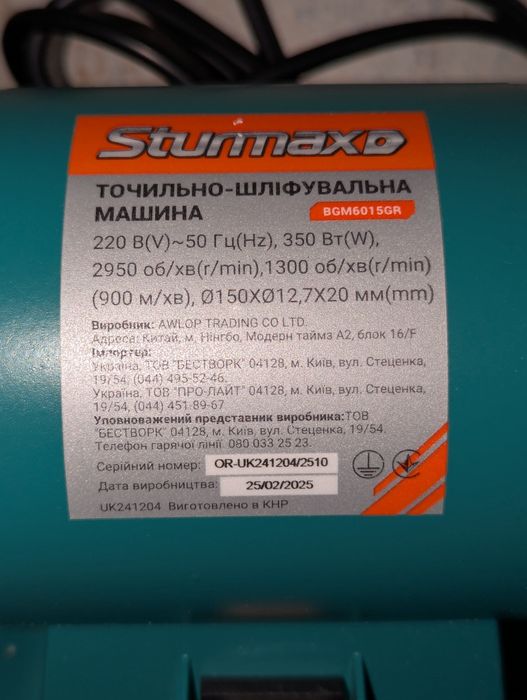 Sturmax
ТОЧИЛЬНО-ШЛІФУВАЛЬНА
МАШИНА BGM6015GR
220 В(V)~50 Гц(Hz), 350 Вт(W),
2950 об/хв(r/min),1300 об/хв(r/min)
(900 м/хв), Ø150XØ12,7X20 мм(mm)
Виробник: AWLOP TRADING CO LTD.
Адреса: Китай, м. Нінгбо, Модерн таймз А2, блок 16/F
Імпортер:
Україна, ТОВ "БЕСТВОРК" 04128, м. Київ, вул. Стеценка,
19/54, (044) 495-52-46.
Україна, ТОВ "ПРО-ЛАЙТ" 04128, м. Київ, вул. Стеценка,
19/54, (044) 451-89-67
Уповноважений представник виробника:ТОВ
"БЕСТВОРК" 04128, м. Київ, вул. Стеценка, 19/54.
Телефон гарячої лінії: 080 033 25 23.
Серійний номер: OR-UK241204/2510
Дата виробництва: 25/02/2025
UK241204 Виготовлено в КНР